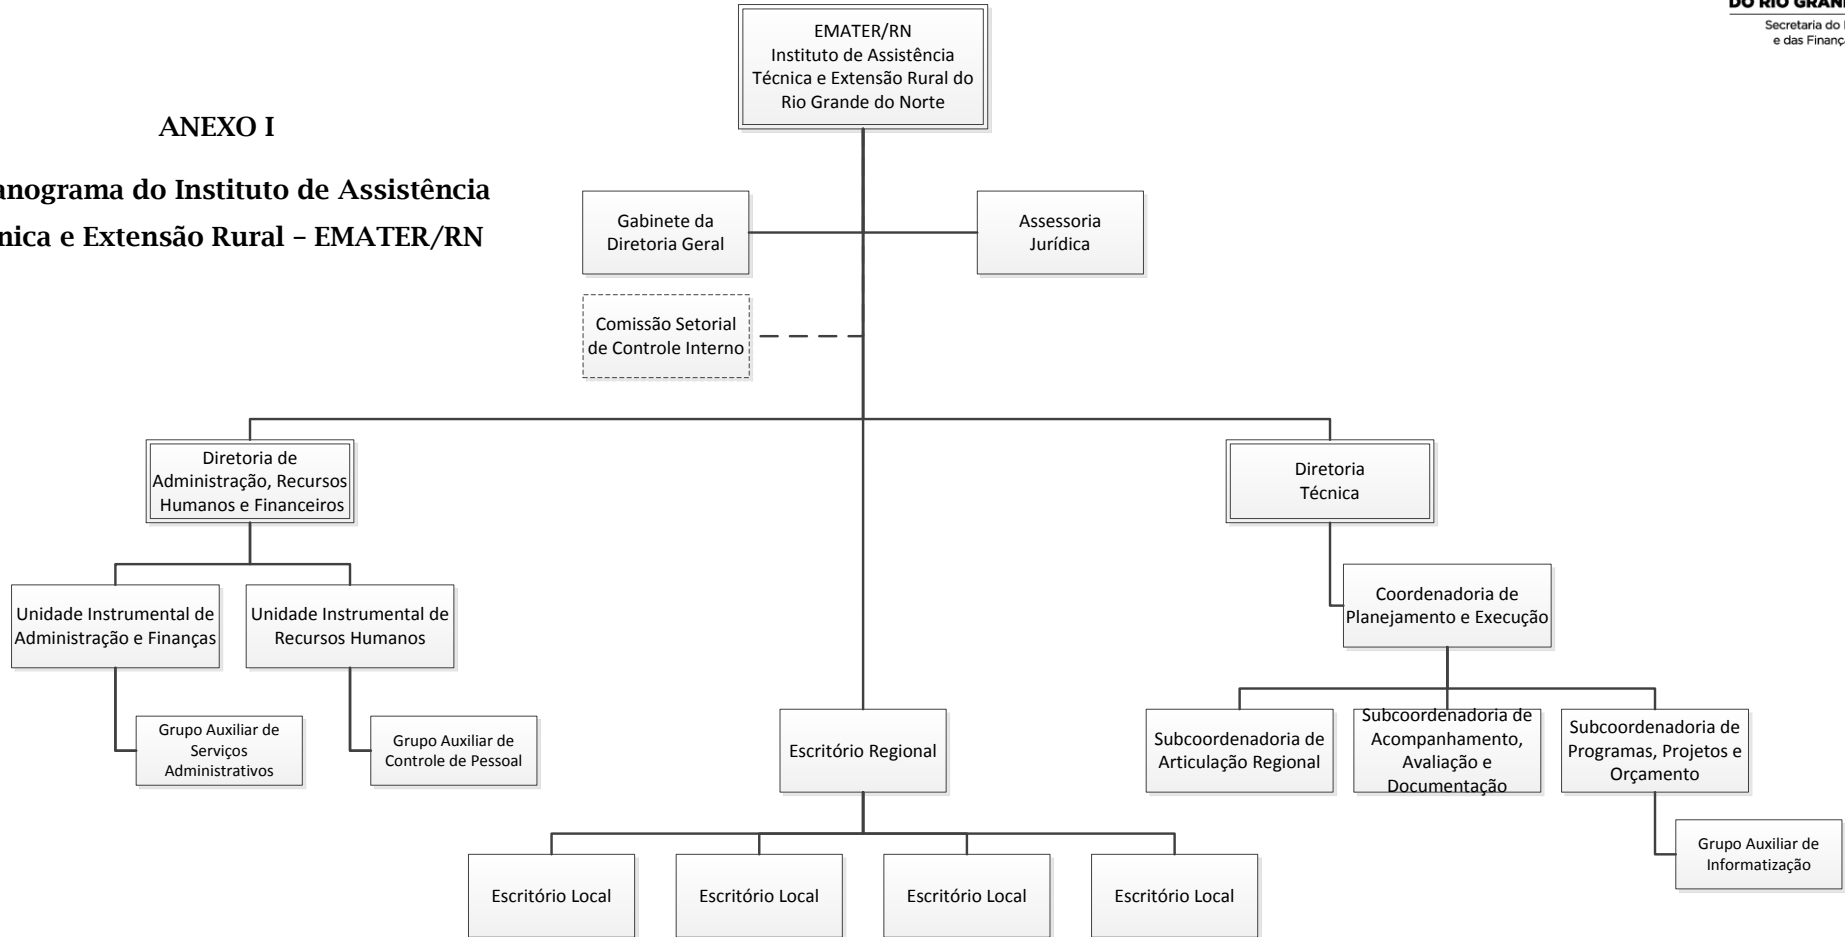 DO RIO GRAN
Secretaria do
e das Finanç
EMATER/RN
Instituto de Assistência
Técnica e Extensão Rural do
Rio Grande do Norte
ANEXO I
anograma do Instituto de Assistência
nica e Extensão Rural – EMATER/RN
Gabinete da
Diretoria Geral
Assessoria
Jurídica
Comissão Setorial
de Controle Interno
Diretoria de
Administração, Recursos
Humanos e Financeiros
Diretoria
Técnica
Unidade Instrumental de
Administração e Finanças
Unidade Instrumental de
Recursos Humanos
Coordenadoria de
Planejamento e Execução
Grupo Auxiliar de
Serviços
Administrativos
Grupo Auxiliar de
Controle de Pessoal
Escritório Regional
Subcoordenadoria de
Articulação Regional
Subcoordenadoria de
Acompanhamento,
Avaliação e
Documentação
Subcoordenadoria de
Programas, Projetos e
Orçamento
Grupo Auxiliar de
Informatização
Escritório Local
Escritório Local
Escritório Local
Escritório Local